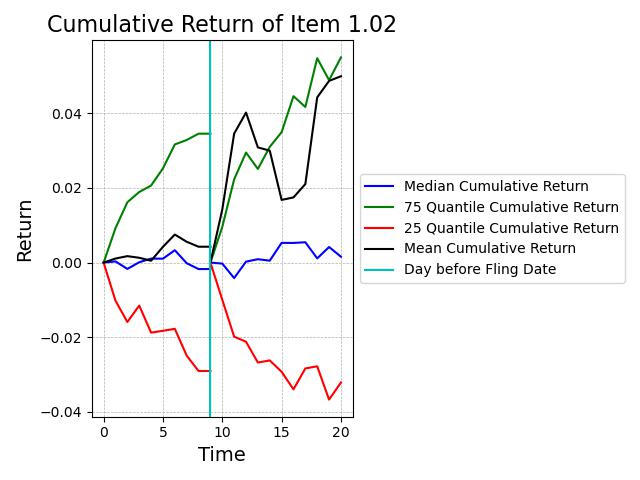 Cumulative Return of Item 1.02
Return
0.04
0.02
0.00
−0.02
−0.04
0 5 10 15 20
Time
Median Cumulative Return
75 Quantile Cumulative Return
25 Quantile Cumulative Return
Mean Cumulative Return
Day before Fling Date